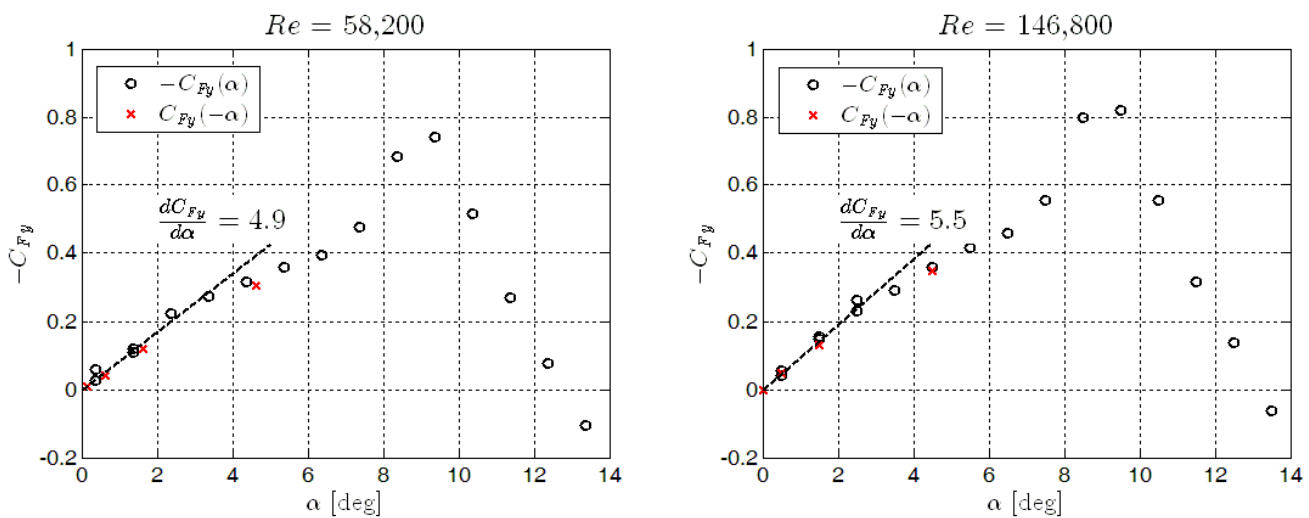 Re = 58,200
1
0.8
0.6
0.4
0.2
0
-0.2
−C_Fy
−C_Fy(α)
C_Fy(−α)
dC_Fy/dα = 4.9
0 2 4 6 8 10 12 14
α [deg]
Re = 146,800
1
0.8
0.6
0.4
0.2
0
-0.2
−C_Fy
−C_Fy(α)
C_Fy(−α)
dC_Fy/dα = 5.5
0 2 4 6 8 10 12 14
α [deg]